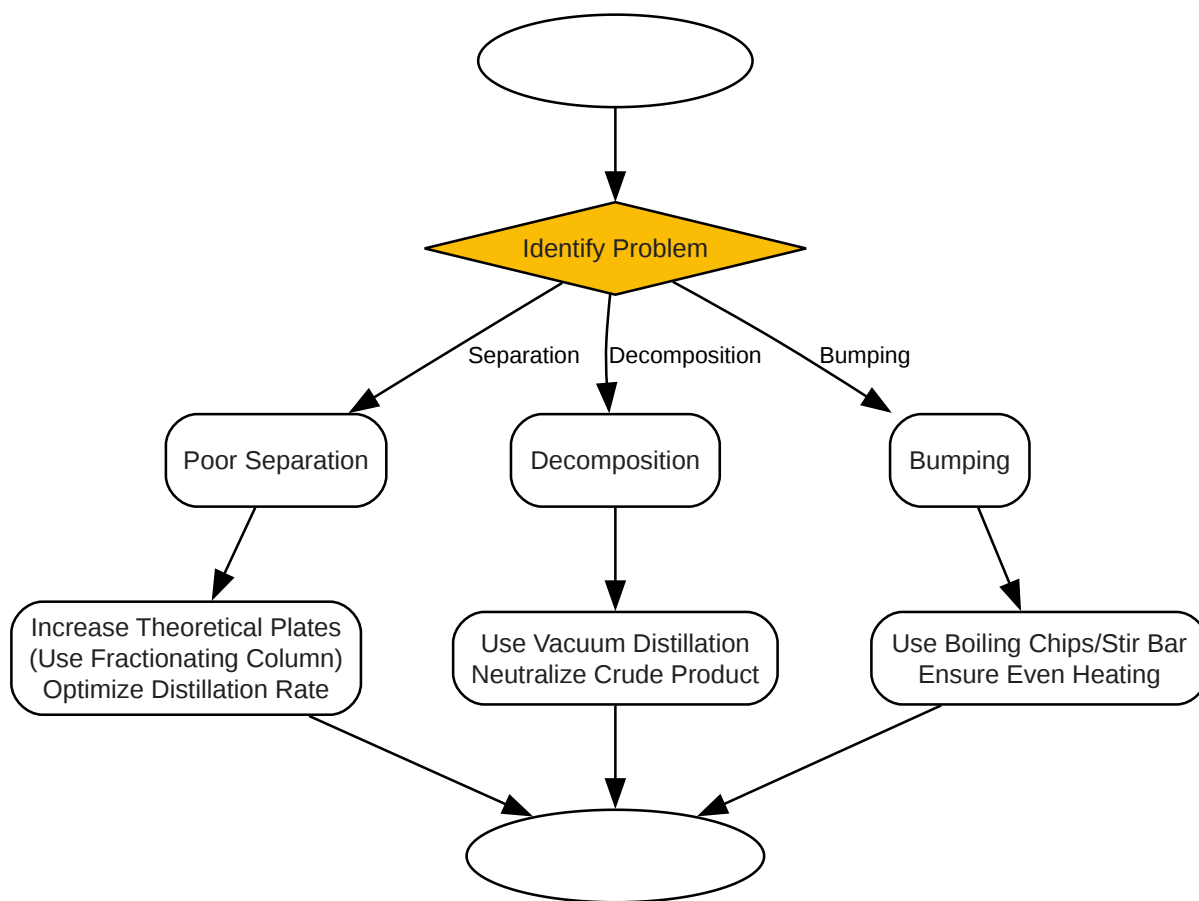 Identify Problem
Separation
Decomposition
Bumping
Poor Separation
Decomposition
Bumping
Increase Theoretical Plates
(Use Fractionating Column)
Optimize Distillation Rate
Use Vacuum Distillation
Neutralize Crude Product
Use Boiling Chips/Stir Bar
Ensure Even Heating